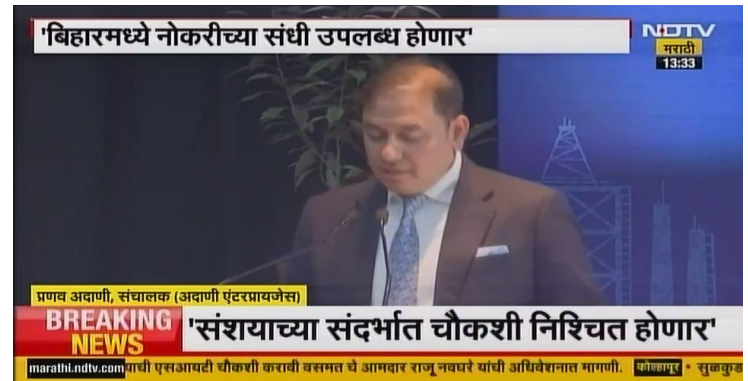 'बिहारमध्ये नोकरीच्या संधी उपलब्ध होणार'
NDTV
मराठी
13:33
प्रणव अदाणी, संचालक (अदाणी एंटरप्रायजेस)
BREAKING NEWS
'संशयाच्या संदर्भात चौकशी निश्चित होणार'
marathi.ndtv.com
याची एसआयटी चौकशी करावी वसमत चे आमदार राजू नवघरे यांची अधिवेशनात मागणी. कोल्हापूर • सुळकुड